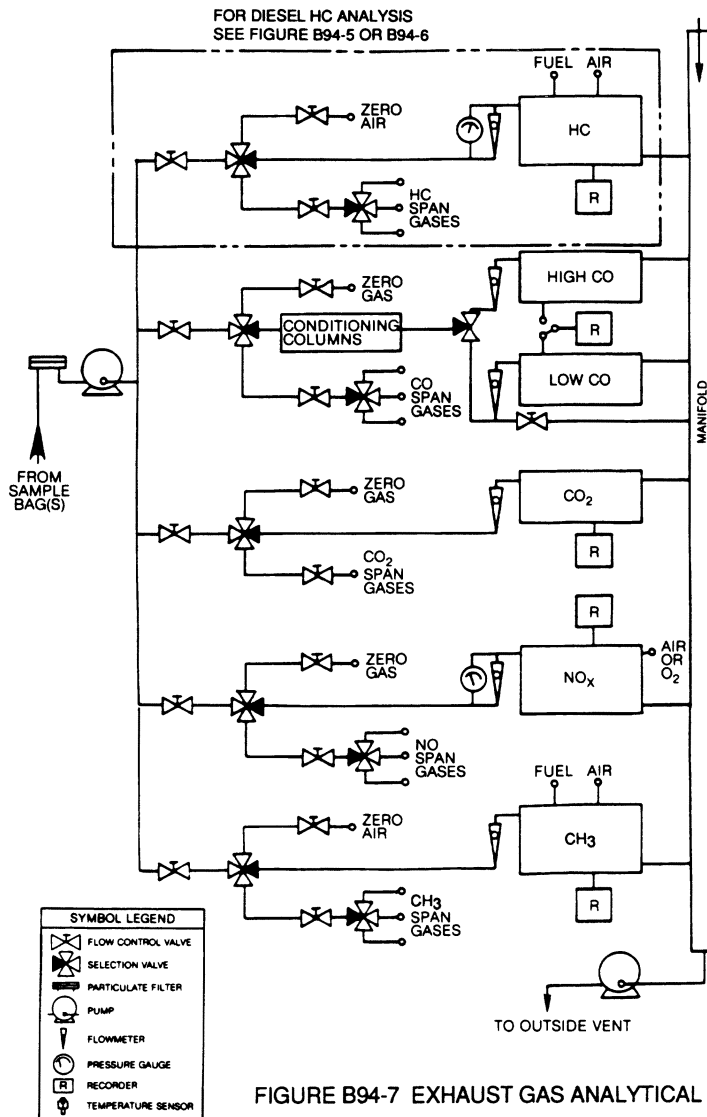 FOR DIESEL HC ANALYSIS
SEE FIGURE B94-5 OR B94-6
FUEL AIR
ZERO
AIR
HC
R
HC
SPAN
GASES
ZERO
GAS
HIGH CO
CONDITIONING
COLUMNS
R
LOW CO
CO
SPAN
GASES
MANIFOLD
FROM
SAMPLE
BAG(S)
ZERO
GAS
CO2
R
CO2
SPAN
GASES
R
ZERO
GAS
AIR
OR
O2
NOX
NO
SPAN
GASES
FUEL AIR
ZERO
AIR
CH3
R
CH3
SPAN
GASES
SYMBOL LEGEND
FLOW CONTROL VALVE
SELECTION VALVE
PARTICULATE FILTER
PUMP
FLOWMETER
PRESSURE GAUGE
R RECORDER
TEMPERATURE SENSOR
TO OUTSIDE VENT
FIGURE B94-7 EXHAUST GAS ANALYTICAL